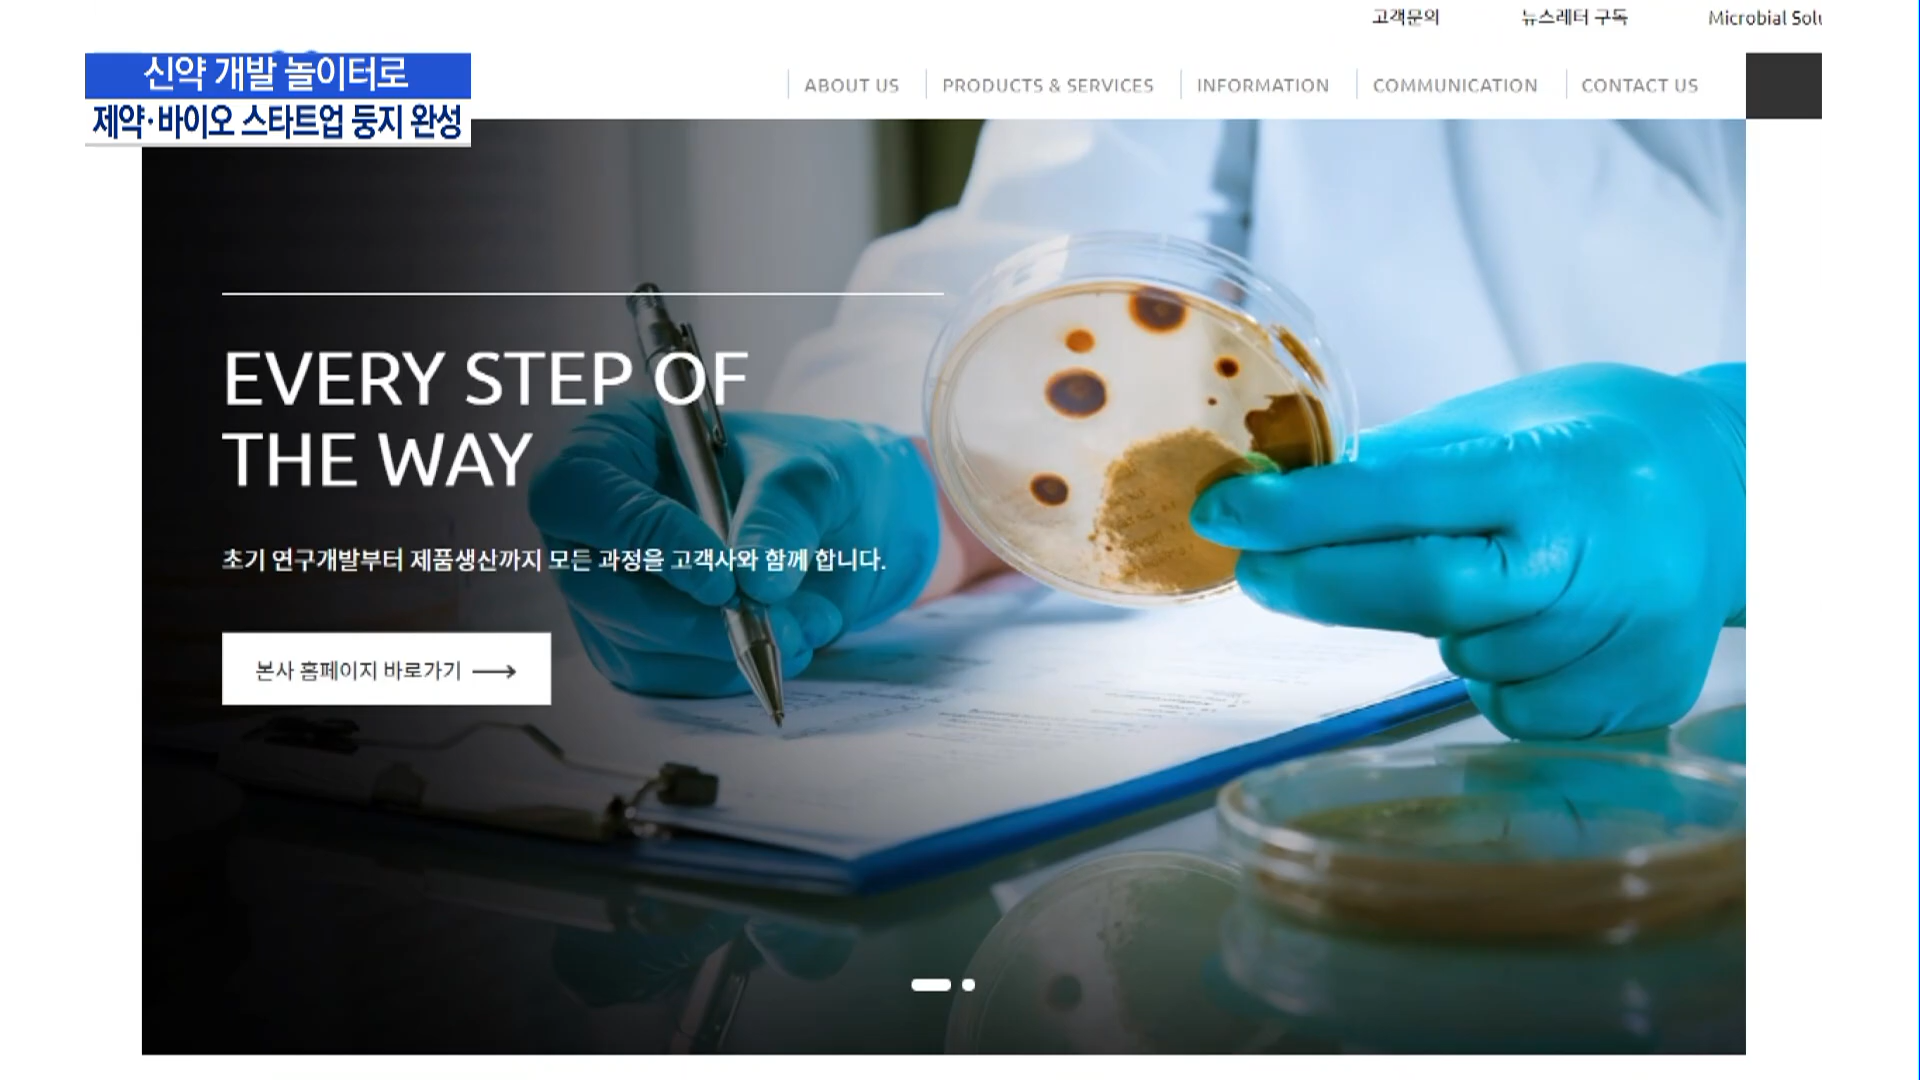 고객문의 뉴스레터 구독 Microbial
신약 개발 놀이터로
제약·바이오 스타트업 둥지 완성
ABOUT US PRODUCTS & SERVICES INFORMATION COMMUNICATION CONTACT US
EVERY STEP OF
THE WAY
초기 연구개발부터 제품생산까지 모든 과정을 고객사와 함께 합니다.
본사 홈페이지 바로가기